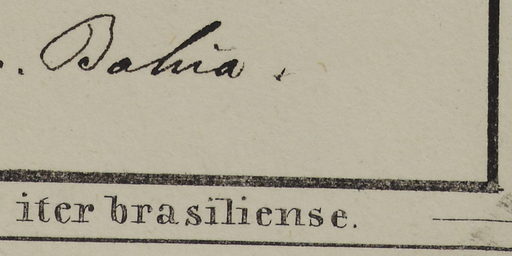 . Bahia.
iter brasiliense.